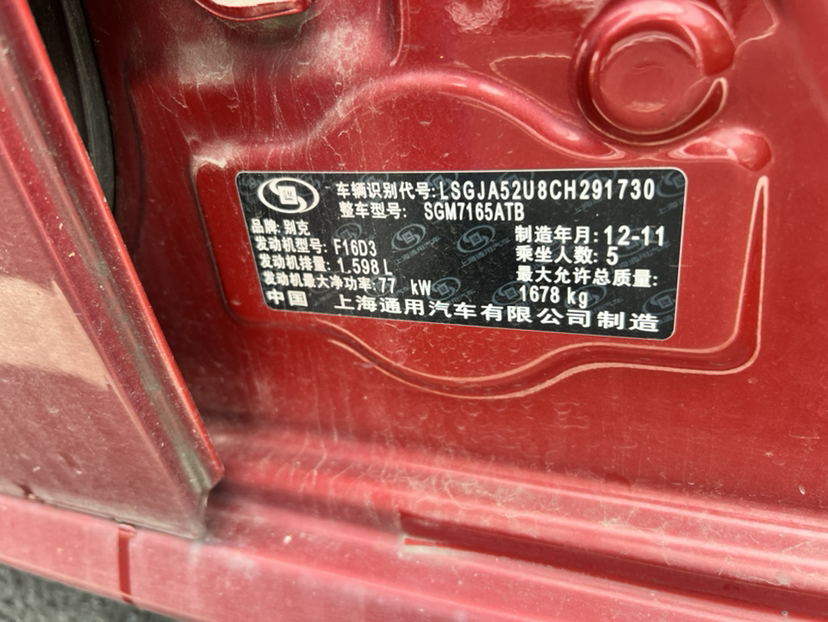 车辆识别代号:LSGJA52U8CH291730
整车型号: SGM7165ATB
品牌: 别克
制造年月: 12-11
发动机型号: F16D3
乘坐人数: 5
发动机排量: 1.598 L
最大允许总质量:
发动机最大净功率: 77 kW
1678 kg
中国 上海通用汽车有限公司制造